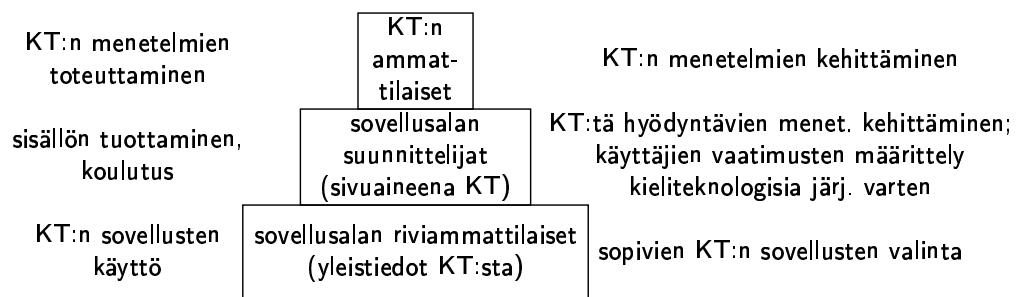 KT:n menetelmien
toteuttaminen
KT:n
ammat-
tilaiset
KT:n menetelmien kehittäminen
sisällön tuottaminen,
koulutus
sovellusalan
suunnittelijat
(sivuaineena KT)
KT:tä hyödyntävien menet. kehittäminen;
käyttäjien vaatimusten määrittely
kieliteknologisia järj. varten
KT:n sovellusten
käyttö
sovellusalan riviammattilaiset
(yleistiedot KT:sta)
sopivien KT:n sovellusten valinta